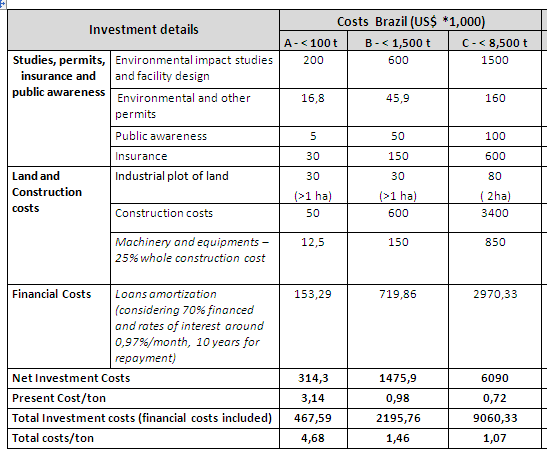 Investment details
Costs Brazil (US$ *1,000)
A - < 100 t
B - < 1,500 t
C - < 8,500 t
Studies, permits, insurance and public awareness
Environmental impact studies and facility design
200
600
1500
Environmental and other permits
16,8
45,9
160
Public awareness
5
50
100
Insurance
30
150
600
Land and Construction costs
Industrial plot of land
30 (>1 ha)
30 (>1 ha)
80 ( 2ha)
Construction costs
50
600
3400
Machinery and equipments – 25% whole construction cost
12,5
150
850
Financial Costs
Loans amortization (considering 70% financed and rates of interest around 0,97%/month, 10 years for repayment)
153,29
719,86
2970,33
Net Investment Costs
314,3
1475,9
6090
Present Cost/ton
3,14
0,98
0,72
Total Investment costs (financial costs included)
467,59
2195,76
9060,33
Total costs/ton
4,68
1,46
1,07